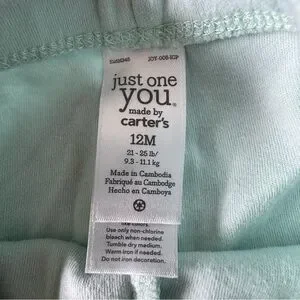 just one
you®
made by
carter's
12M
21 - 25 lb/
9.3 - 11.1 kg
Made in Cambodia
Fabriqué au Cambodge
Hecho en Camboya
like colors.
Use only non-chlorine
bleach when needed.
Tumble dry medium.
Warm iron if needed.
Do not iron decoration.